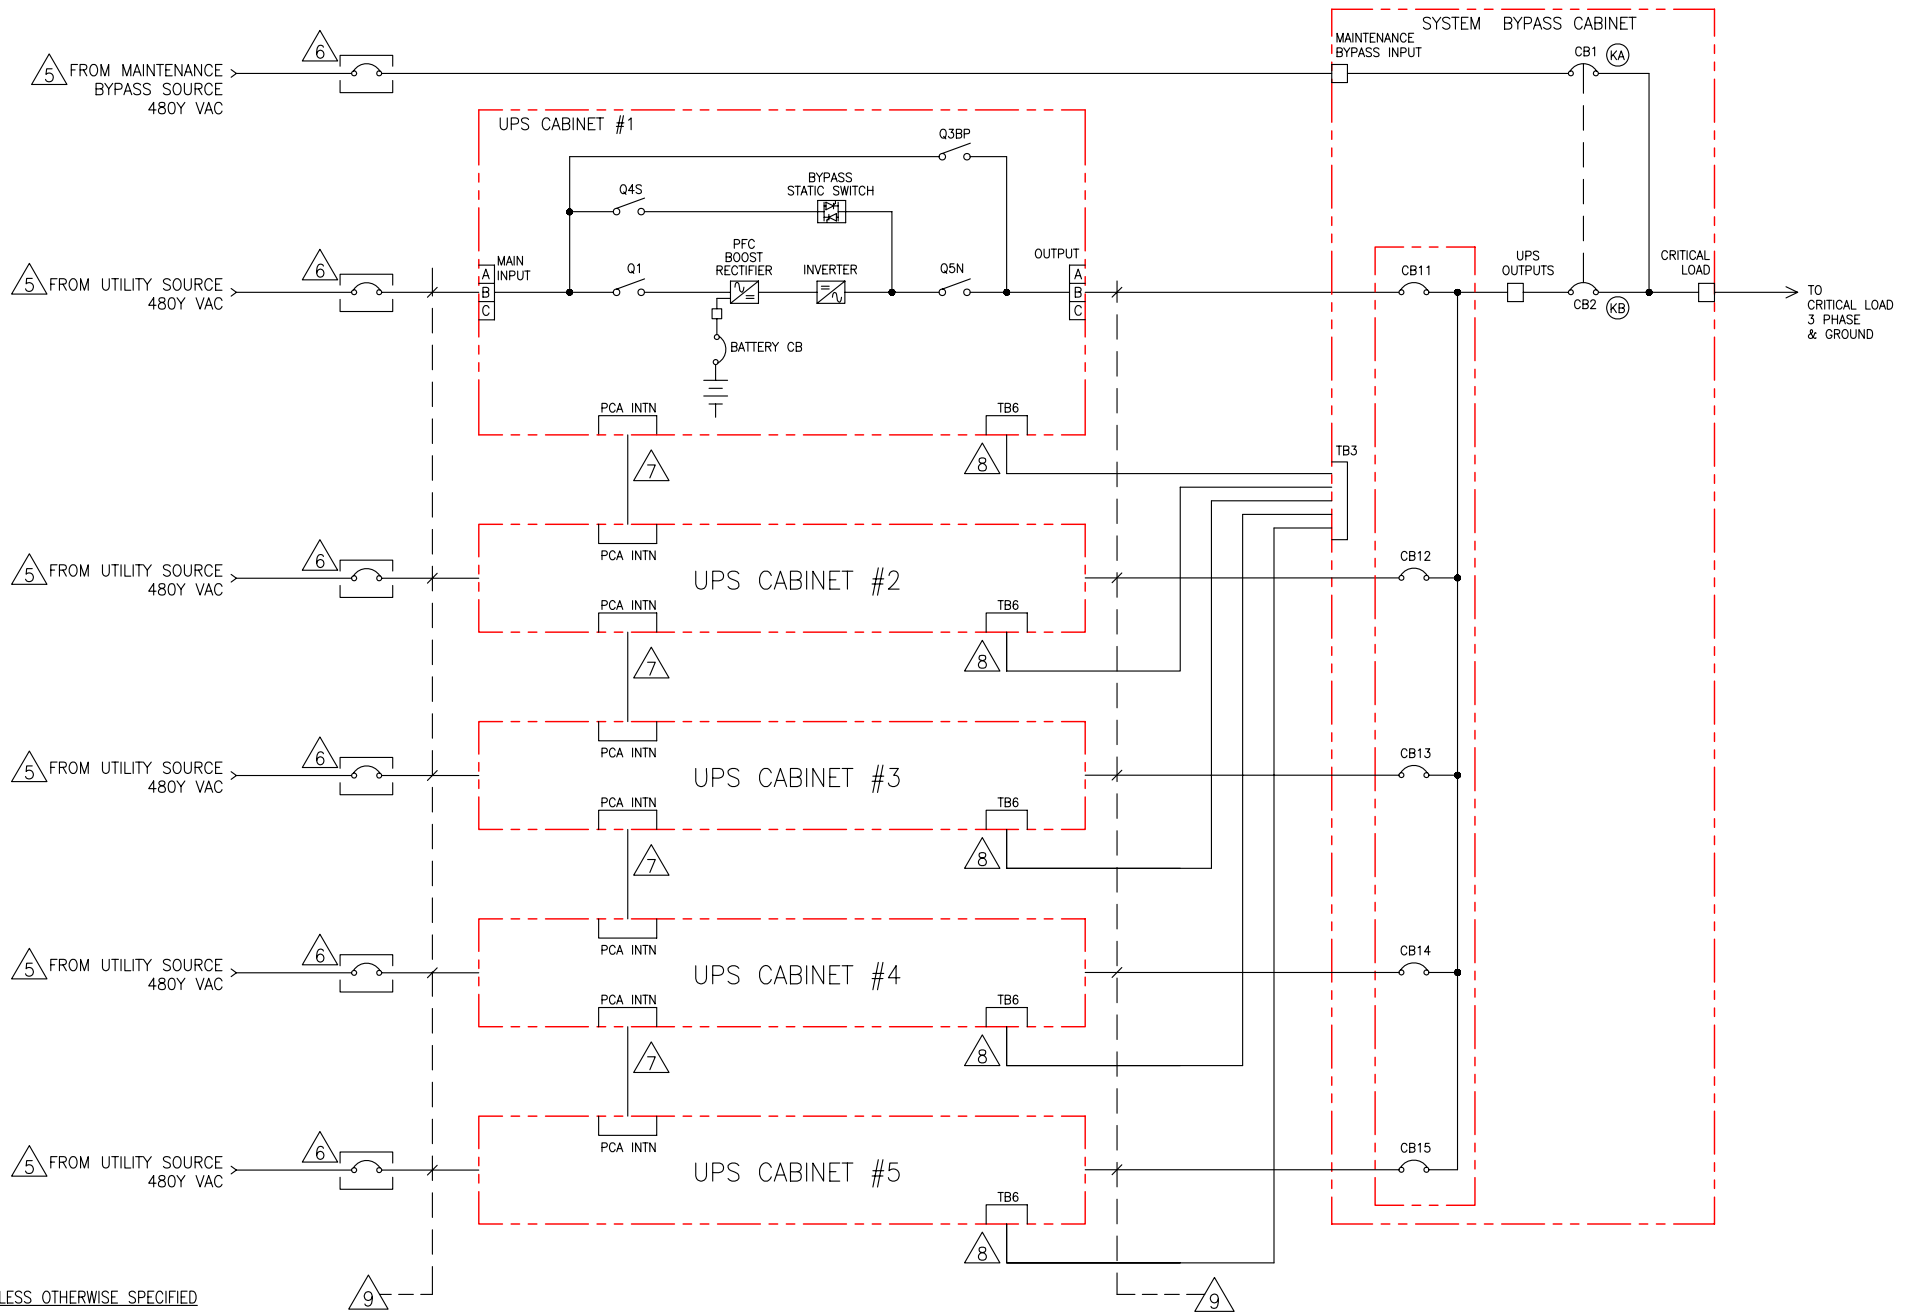 SYSTEM BYPASS CABINET
MAINTENANCE
BYPASS INPUT
CB1
KA
6
5
FROM MAINTENANCE
BYPASS SOURCE
480Y VAC
UPS CABINET #1
Q3BP
Q4S
BYPASS
STATIC SWITCH
6
5
FROM UTILITY SOURCE
480Y VAC
A
B
C
MAIN
INPUT
Q1
PFC
BOOST
RECTIFIER
INVERTER
Q5N
OUTPUT
A
B
C
CB11
UPS
OUTPUTS
CB2
KB
CRITICAL
LOAD
TO
CRITICAL LOAD
3 PHASE
& GROUND
BATTERY CB
PCA INTN
TB6
7
8
TB3
6
5
FROM UTILITY SOURCE
480Y VAC
PCA INTN
UPS CABINET #2
CB12
PCA INTN
TB6
7
8
6
5
FROM UTILITY SOURCE
480Y VAC
PCA INTN
UPS CABINET #3
CB13
PCA INTN
TB6
7
8
6
5
FROM UTILITY SOURCE
480Y VAC
PCA INTN
UPS CABINET #4
CB14
PCA INTN
TB6
7
8
6
5
FROM UTILITY SOURCE
480Y VAC
PCA INTN
UPS CABINET #5
CB15
TB6
8
9
9
LESS OTHERWISE SPECIFIED